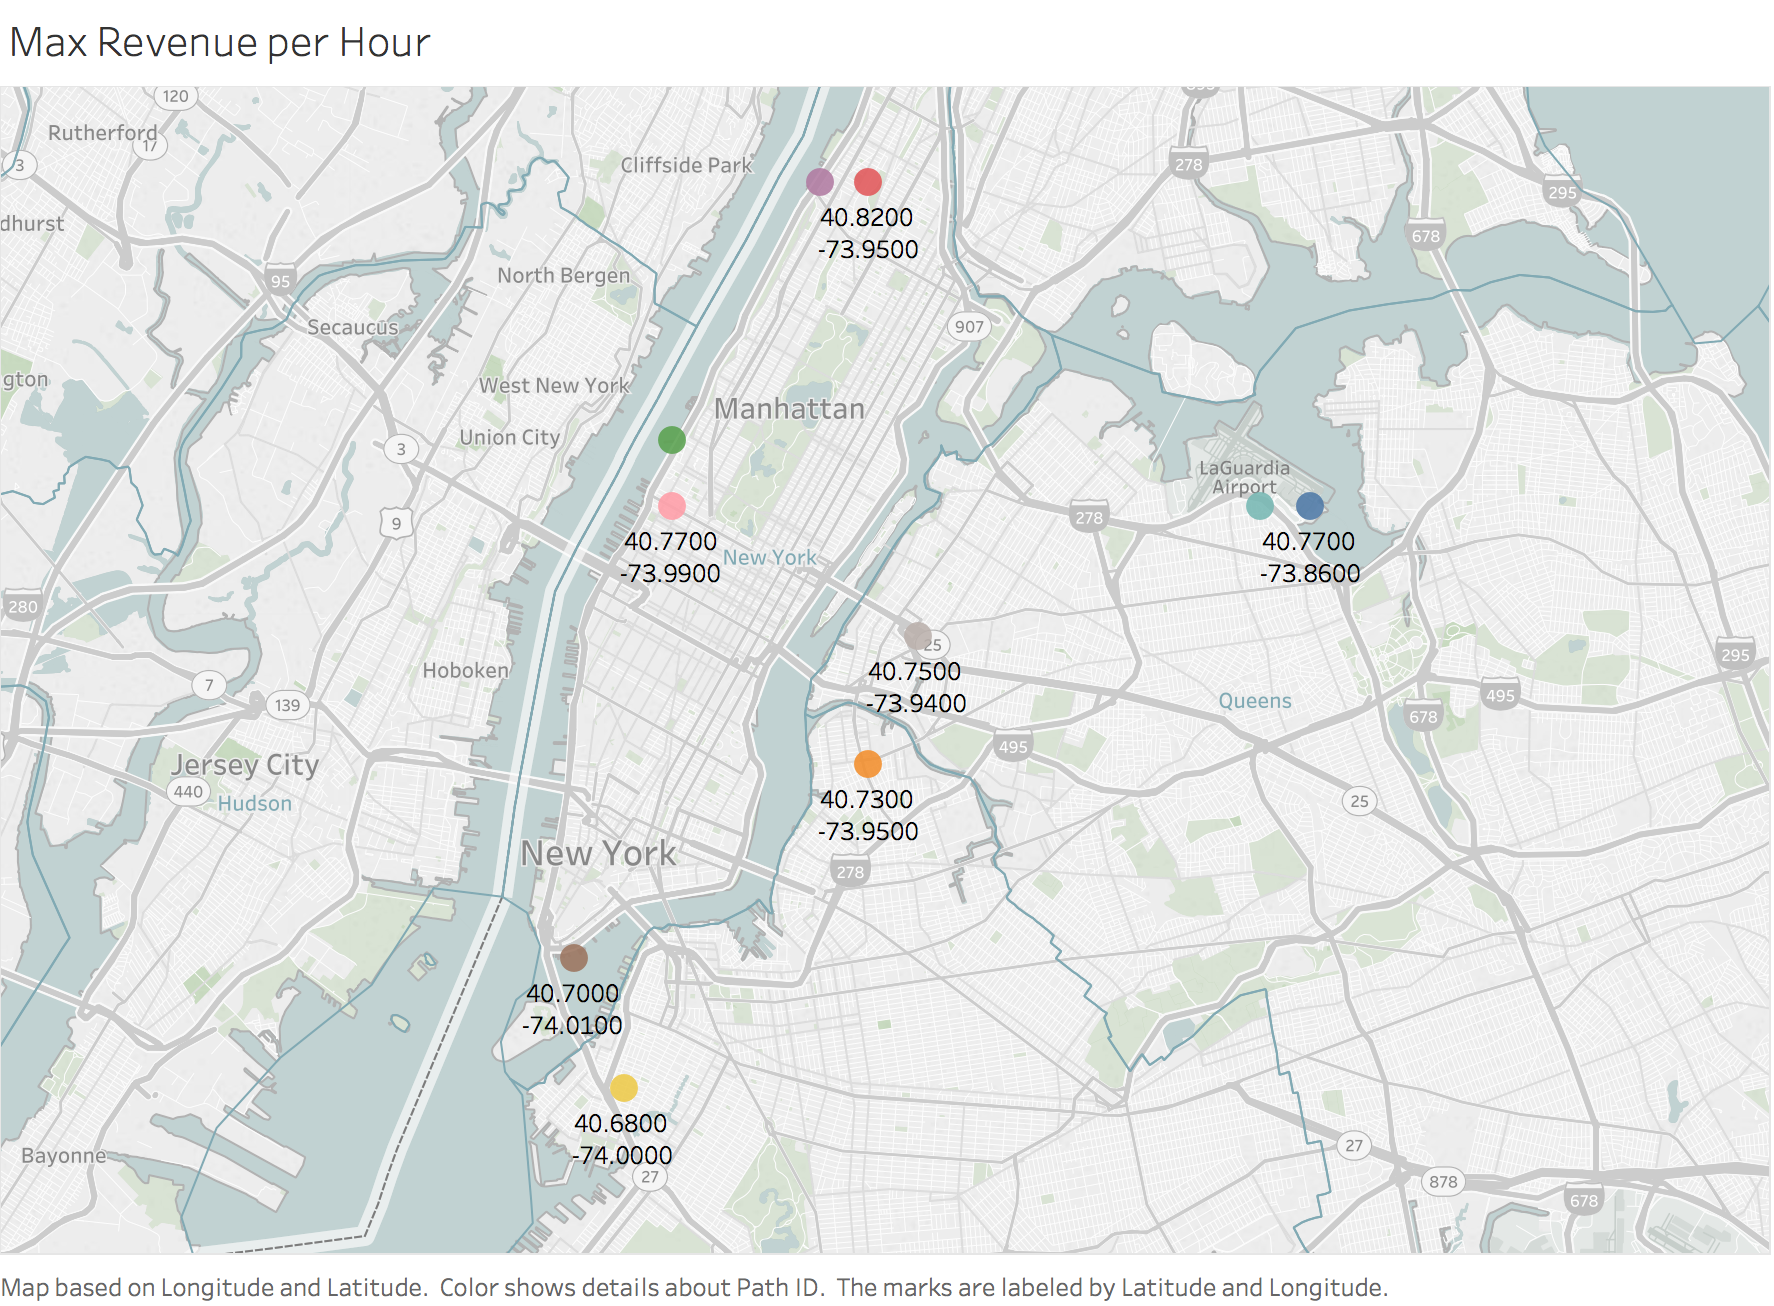 Max Revenue per Hour
120
Rutherford
17
3
Cliffside Park
278
295
40.8200
-73.9500
dhurst
678
North Bergen
95
Secaucus
907
gton
West New York
Manhattan
Union City
3
LaGuardia
Airport
9
278
40.7700
-73.9900
New York
40.7700
-73.8600
280
25
295
Hoboken
40.7500
-73.9400
7
139
495
Queens
678
495
Jersey City
440
Hudson
40.7300
-73.9500
25
New York
278
40.7000
-74.0100
40.6800
-74.0000
Bayonne
27
27
878
678
Map based on Longitude and Latitude. Color shows details about Path ID. The marks are labeled by Latitude and Longitude.